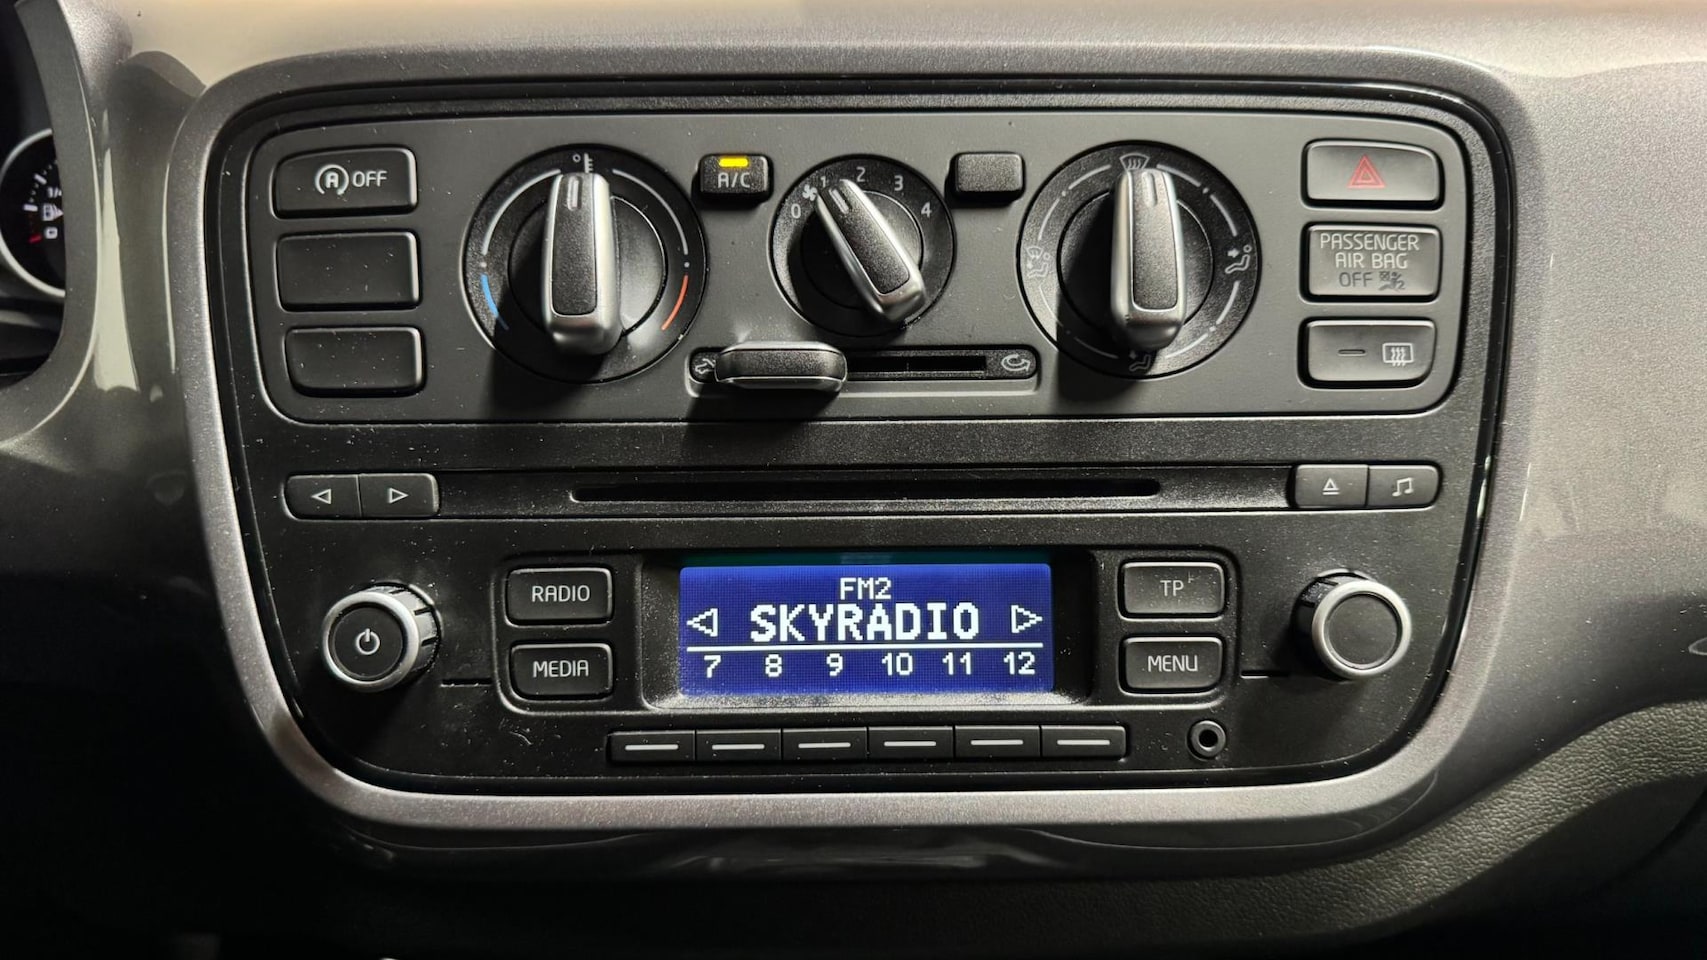 A OFF
A/C
0 1 2 3 4
PASSENGER
AIR BAG
OFF
RADIO
MEDIA
FM2
SKYRADIO
7 8 9 10 11 12
TP
MENU